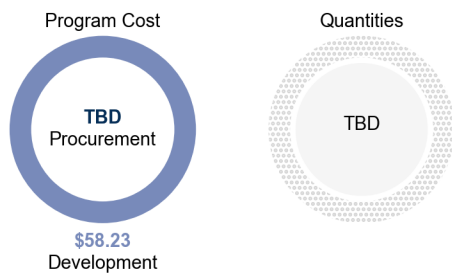 Program Cost
TBD
Procurement
$58.23
Development
Quantities
TBD